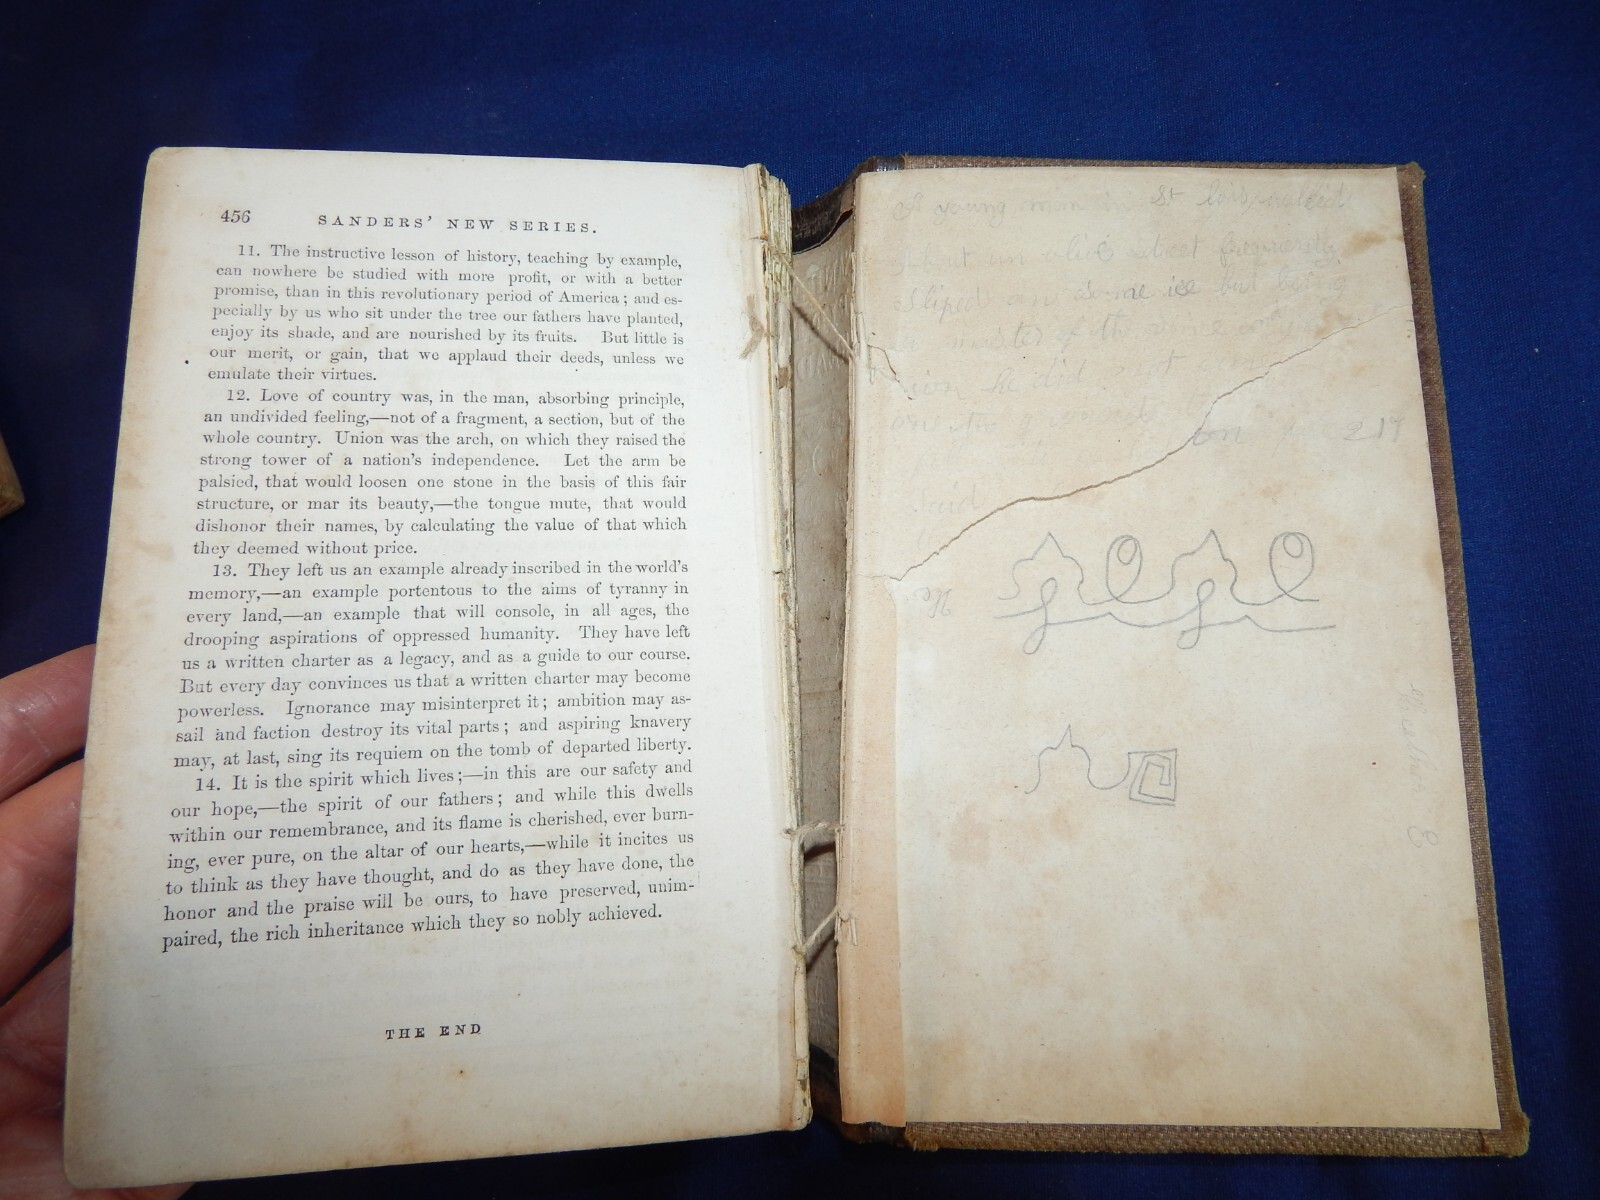 456 SANDERS' NEW SERIES.
11. The instructive lesson of history, teaching by example,
can nowhere be studied with more profit, or with a better
promise, than in this revolutionary period of America; and es-
pecially by us who sit under the tree our fathers have planted,
enjoy its shade, and are nourished by its fruits. But little is
our merit, or gain, that we applaud their deeds, unless we
emulate their virtues.
12. Love of country was, in the man, absorbing principle,
an undivided feeling,—not of a fragment, a section, but of the
whole country. Union was the arch, on which they raised the
strong tower of a nation's independence. Let the arm be
palsied, that would loosen one stone in the basis of this fair
structure, or mar its beauty,—the tongue mute, that would
dishonor their names, by calculating the value of that which
they deemed without price.
13. They left us an example already inscribed in the world's
memory,—an example portentous to the aims of tyranny in
every land,—an example that will console, in all ages, the
drooping aspirations of oppressed humanity. They have left
us a written charter as a legacy, and as a guide to our course.
But every day convinces us that a written charter may become
powerless. Ignorance may misinterpret it; ambition may as-
sail and faction destroy its vital parts; and aspiring knavery
may, at last, sing its requiem on the tomb of departed liberty.
14. It is the spirit which lives;—in this are our safety and
our hope,—the spirit of our fathers; and while this dwells
within our remembrance, and its flame is cherished, ever burn-
ing, ever pure, on the altar of our hearts,—while it incites us
to think as they have thought, and do as they have done, the
honor and the praise will be ours, to have preserved, unim-
paired, the rich inheritance which they so nobly achieved.
THE END
A young man in St
street
Sliped on some ice but being
a master of the
he did not
217
said